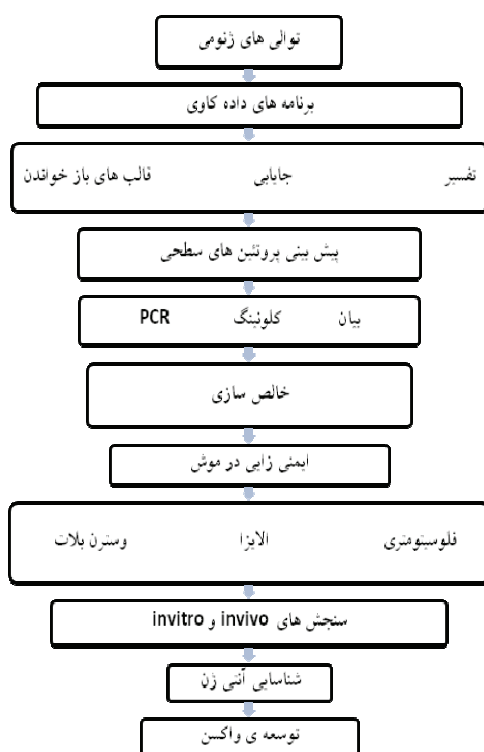 توالی های ژنومی
برنامه های داده کاوی
تفسیر جایابی قالب های باز خواندن
پیش بینی پروتئین های سطحی
بیان کلونینگ PCR
خالص سازی
ایمنی زایی در موش
فلوسیتومتری الایزا وسترن بلات
سنجش های invivo و invitro
شناسایی آنتی ژن
توسعه ی واکسن